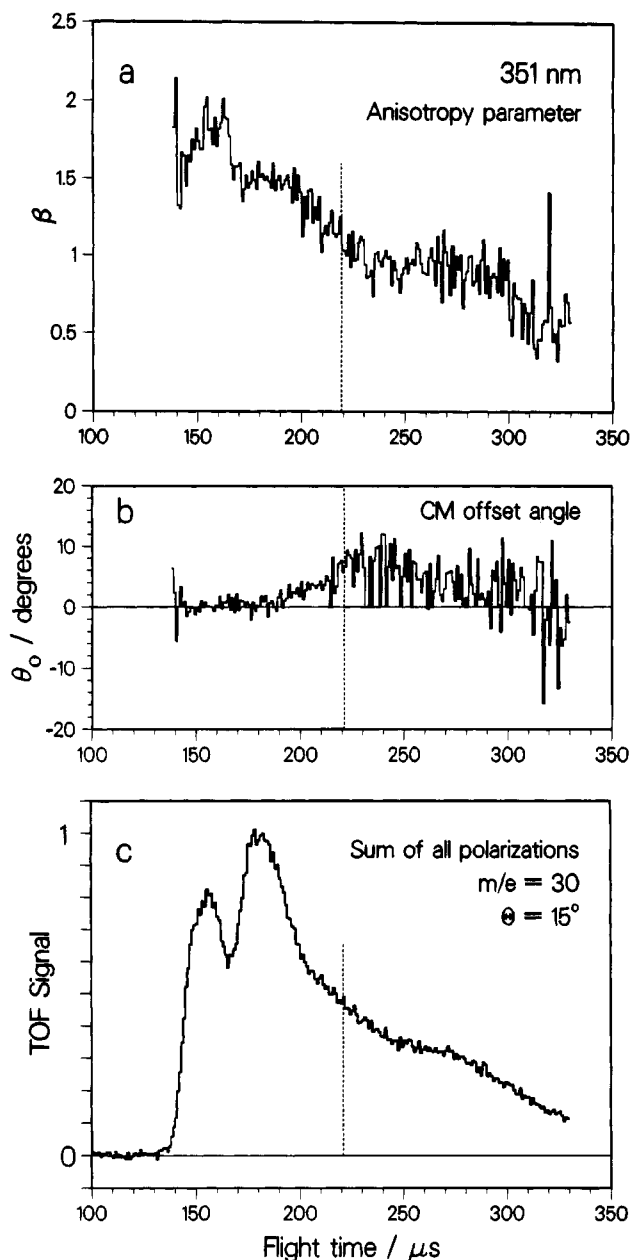 2.5
a
351 nm
2
Anisotropy parameter
1.5
β
1
0.5
0
100 150 200 250 300 350
20
b
CM offset angle
10
θo / degrees
0
-10
-20
100 150 200 250 300 350
1
c
Sum of all polarizations
m/e = 30
Θ = 15°
TOF Signal
0
100 150 200 250 300 350
Flight time / μs